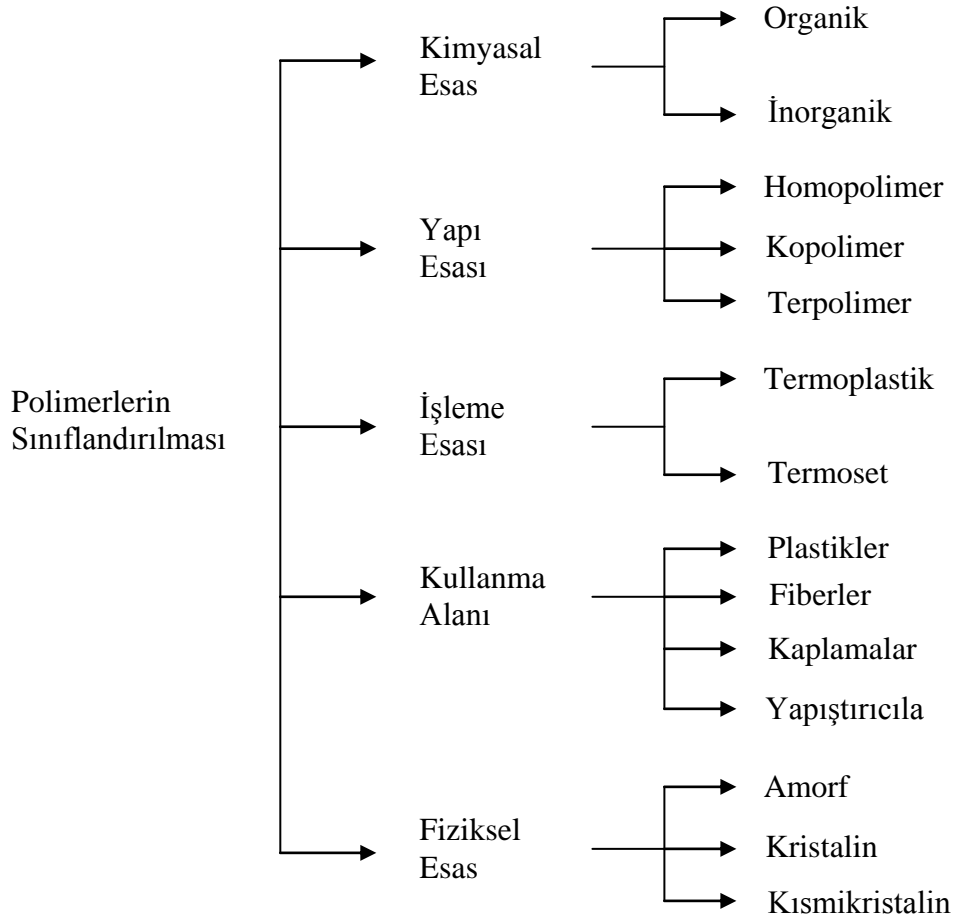 Polimerlerin
Sınıflandırılması
Kimyasal
Esas
Organik
İnorganik
Yapı
Esası
Homopolimer
Kopolimer
Terpolimer
İşleme
Esası
Termoplastik
Termoset
Kullanma
Alanı
Plastikler
Fiberler
Kaplamalar
Yapıştırıcıla
Fiziksel
Esas
Amorf
Kristalin
Kısmikristalin